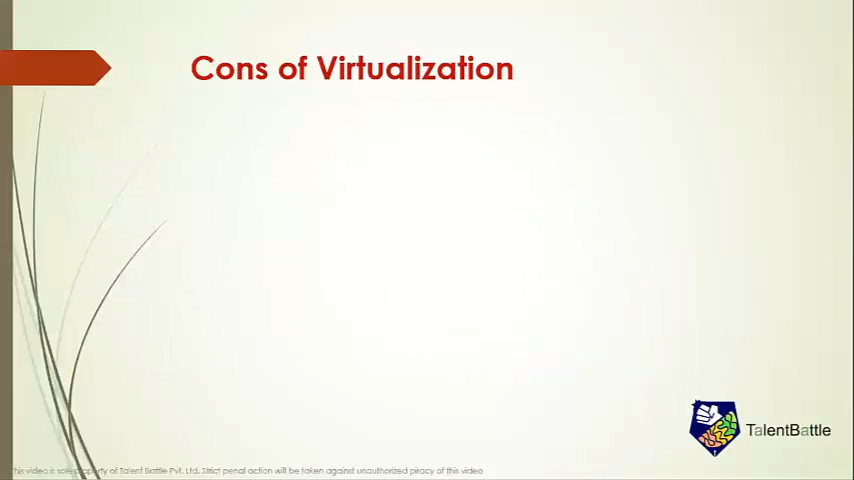 Cons of Virtualization
TalentBattle
This video is sole property of Talent Battle Pvt. Ltd. Strict penal action will be taken against unauthorized piracy of this video